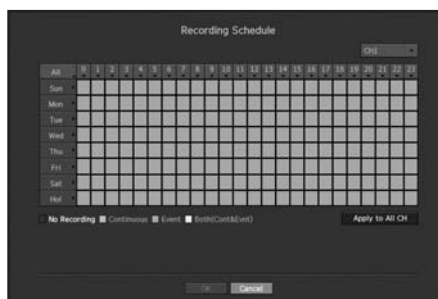 Recording Schedule
CH1
All 0 1 2 3 4 5 6 7 8 9 10 11 12 13 14 15 16 17 18 19 20 21 22 23
Sun
Mon
Tue
Wed
Thu
Fri
Sat
Hol
No Recording Continuous Event Both(Cont&Evnt) Apply to All CH
OK Cancel